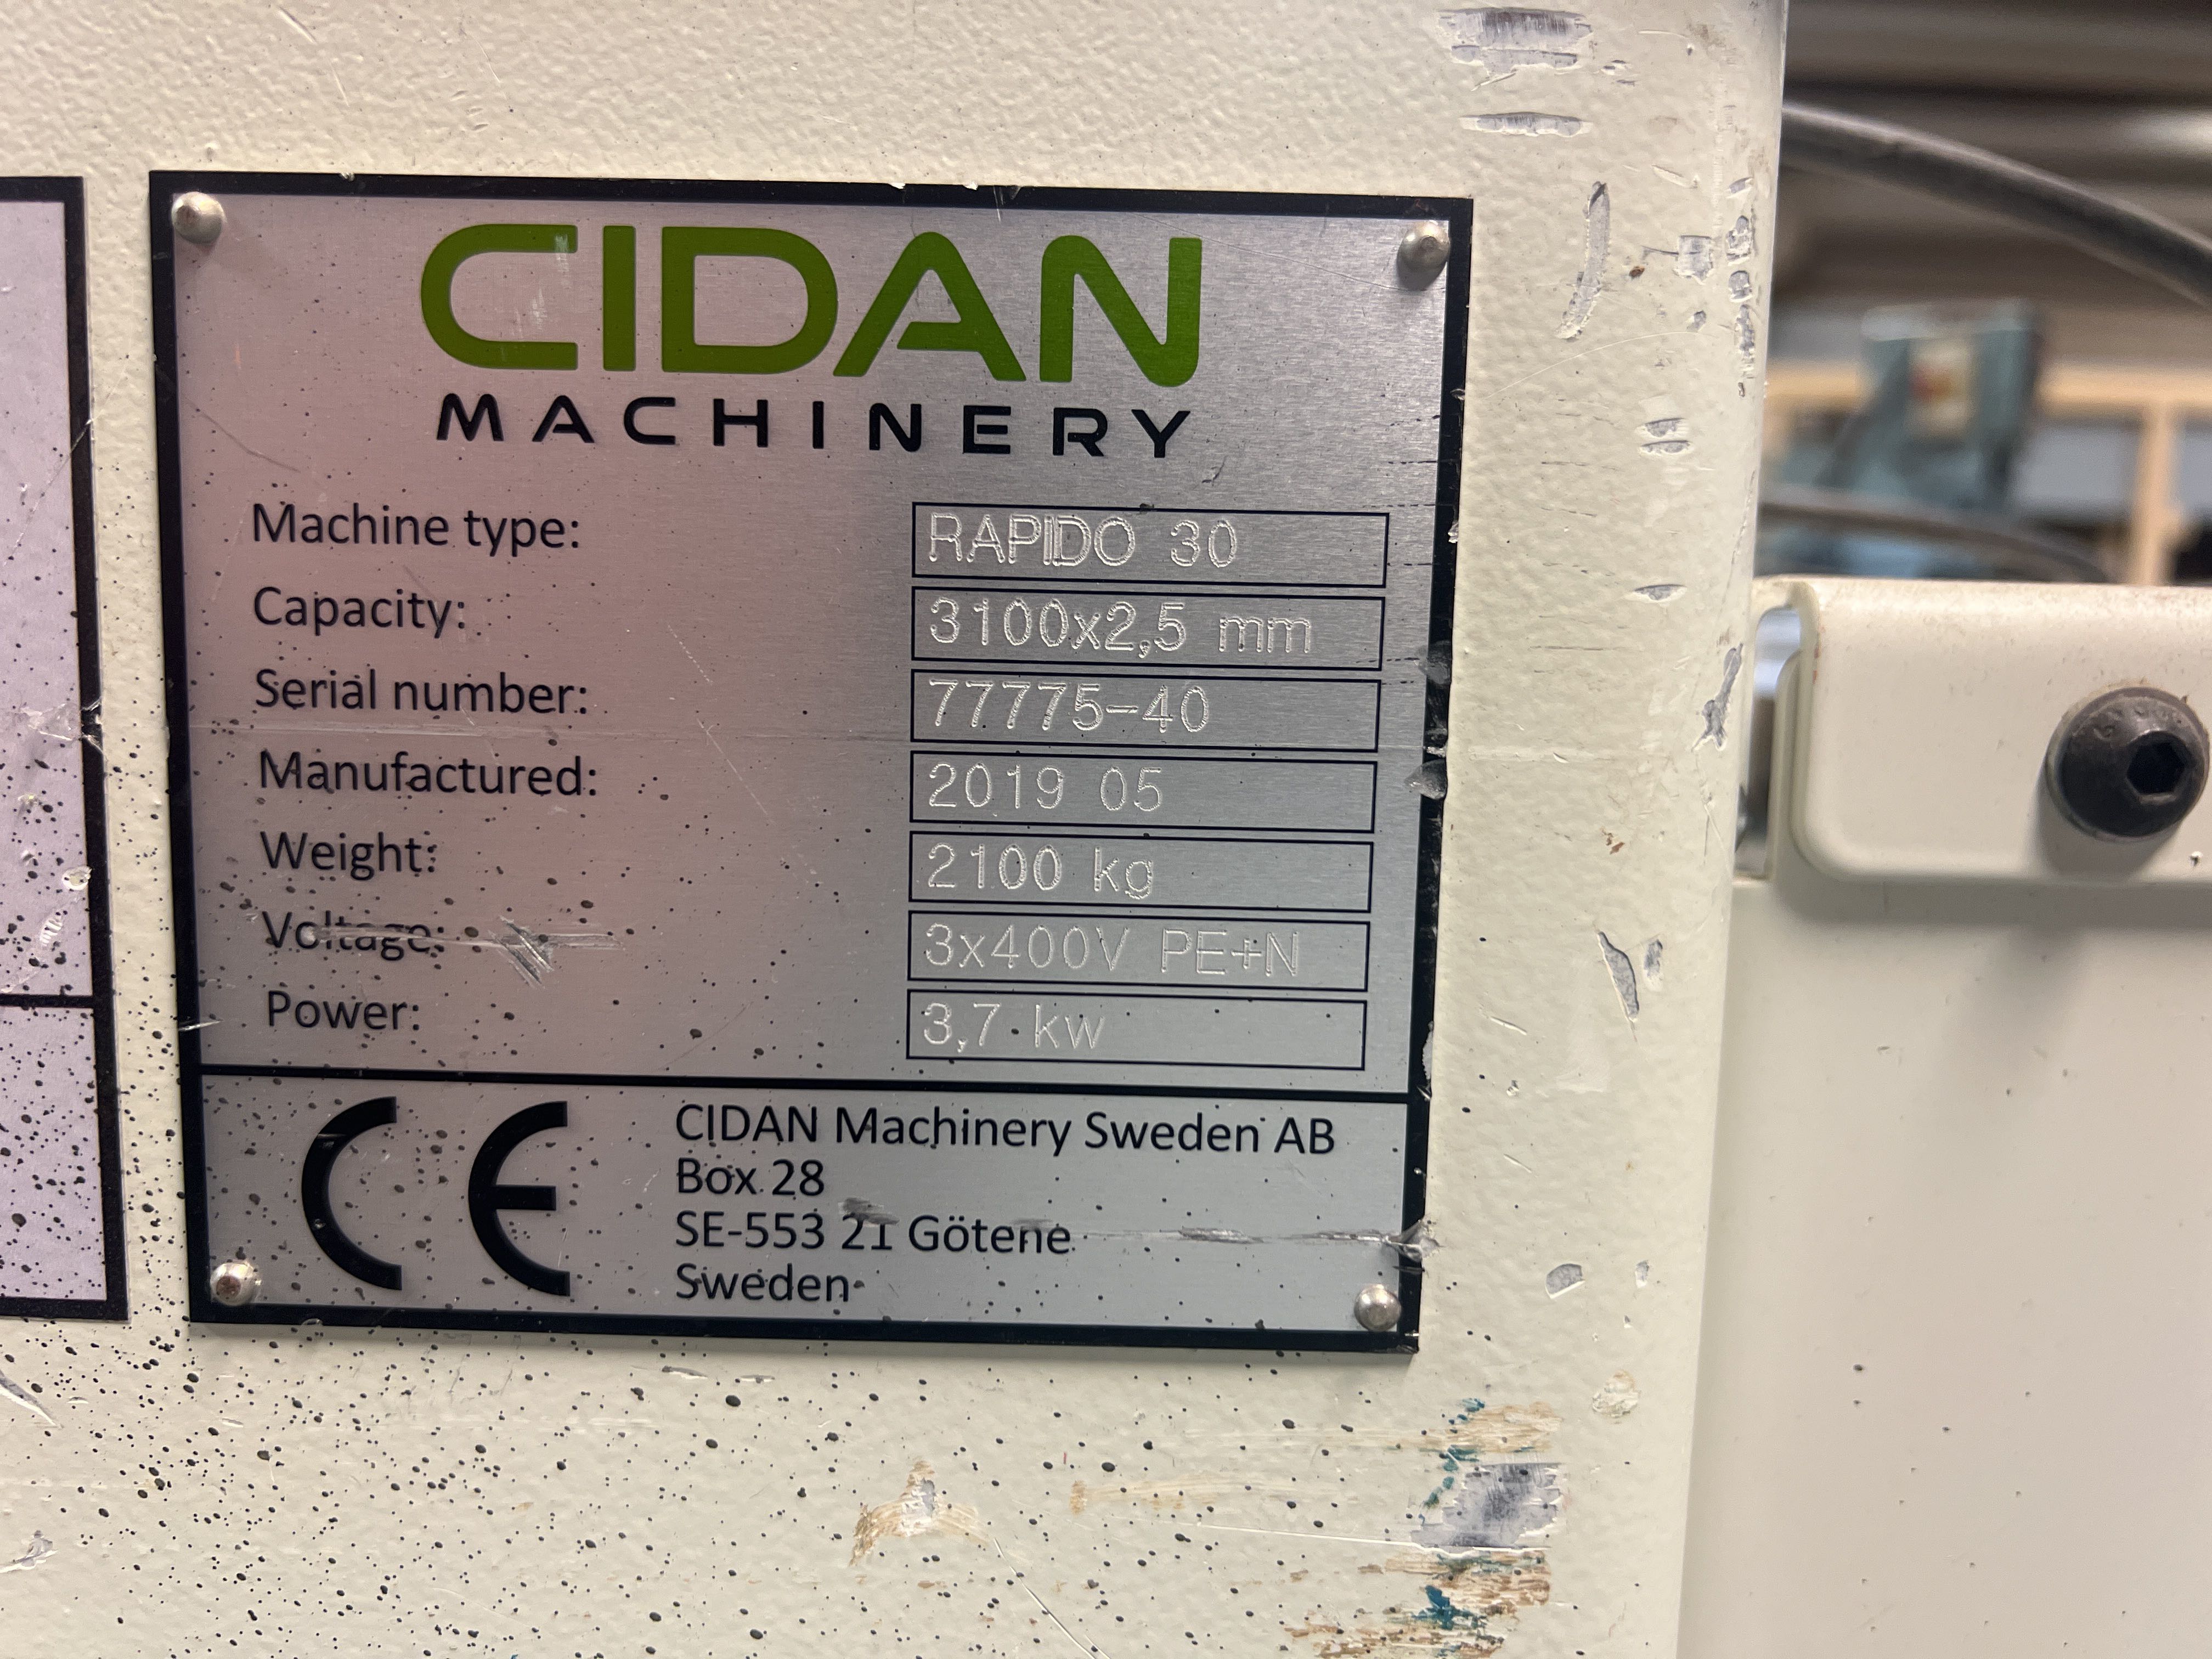 CIDAN
MACHINERY
Machine type: RAPIDO 30
Capacity: 3100x2,5 mm
Serial number: 77775-40
Manufactured: 2019 05
Weight: 2100 kg
Voltage: 3x400V PE+N
Power: 3,7 kw
CE
CIDAN Machinery Sweden AB
Box 28
SE-553 21 Götene
Sweden